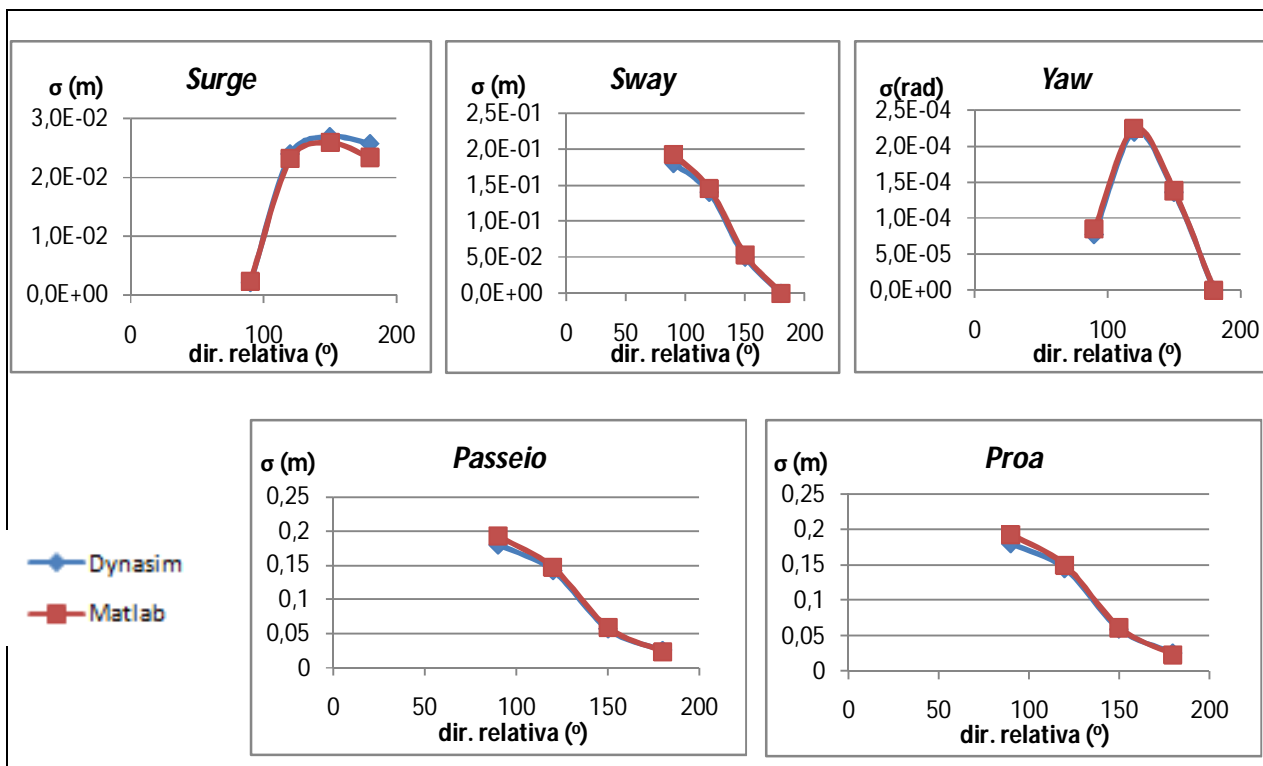 Surge
σ (m)
3,0E-02
2,0E-02
1,0E-02
0,0E+00
0 100 200
dir. relativa (º)
Sway
σ (m)
2,5E-01
2,0E-01
1,5E-01
1,0E-01
5,0E-02
0,0E+00
0 50 100 150 200
dir. relativa (º)
Yaw
σ(rad)
2,5E-04
2,0E-04
1,5E-04
1,0E-04
5,0E-05
0,0E+00
0 100 200
dir. relativa (º)
Dynasim
Matlab
Passeio
σ (m)
0,25
0,2
0,15
0,1
0,05
0
0 50 100 150 200
dir. relativa (º)
Proa
σ (m)
0,25
0,2
0,15
0,1
0,05
0
0 50 100 150 200
dir. relativa (º)